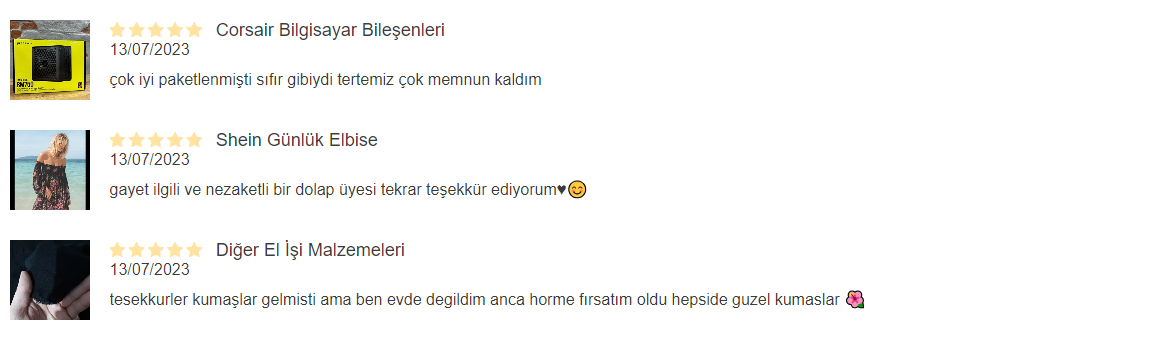 Corsair Bilgisayar Bileşenleri
13/07/2023
çok iyi paketlenmişti sıfır gibiydi tertemiz çok memnun kaldım
RM700
Shein Günlük Elbise
13/07/2023
gayet ilgili ve nezaketli bir dolap üyesi tekrar teşekkür ediyorum♥😊
Diğer El İşi Malzemeleri
13/07/2023
tesekkurler kumaşlar gelmisti ama ben evde degildim anca horme fırsatım oldu hepside guzel kumaslar 🌺